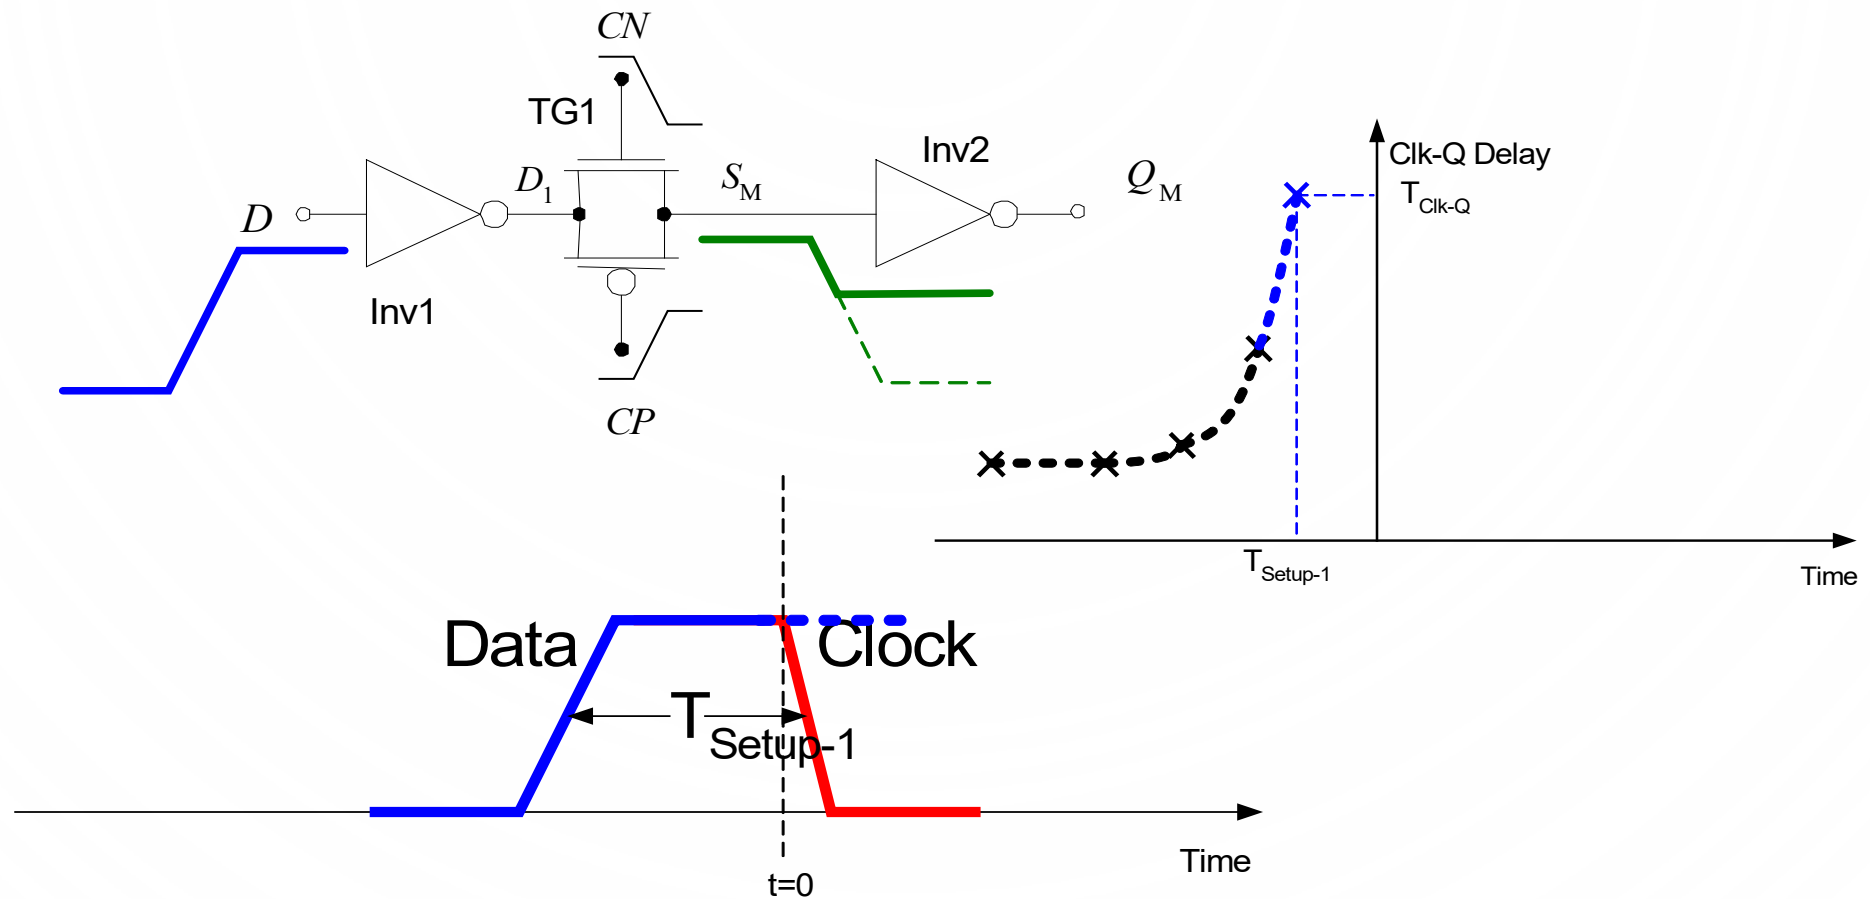 CN
TG1
Inv2
Clk-Q Delay
D1
SM
QM
TClk-Q
D
Inv1
CP
TSetup-1
Time
Data
Clock
TSetup-1
Time
t=0